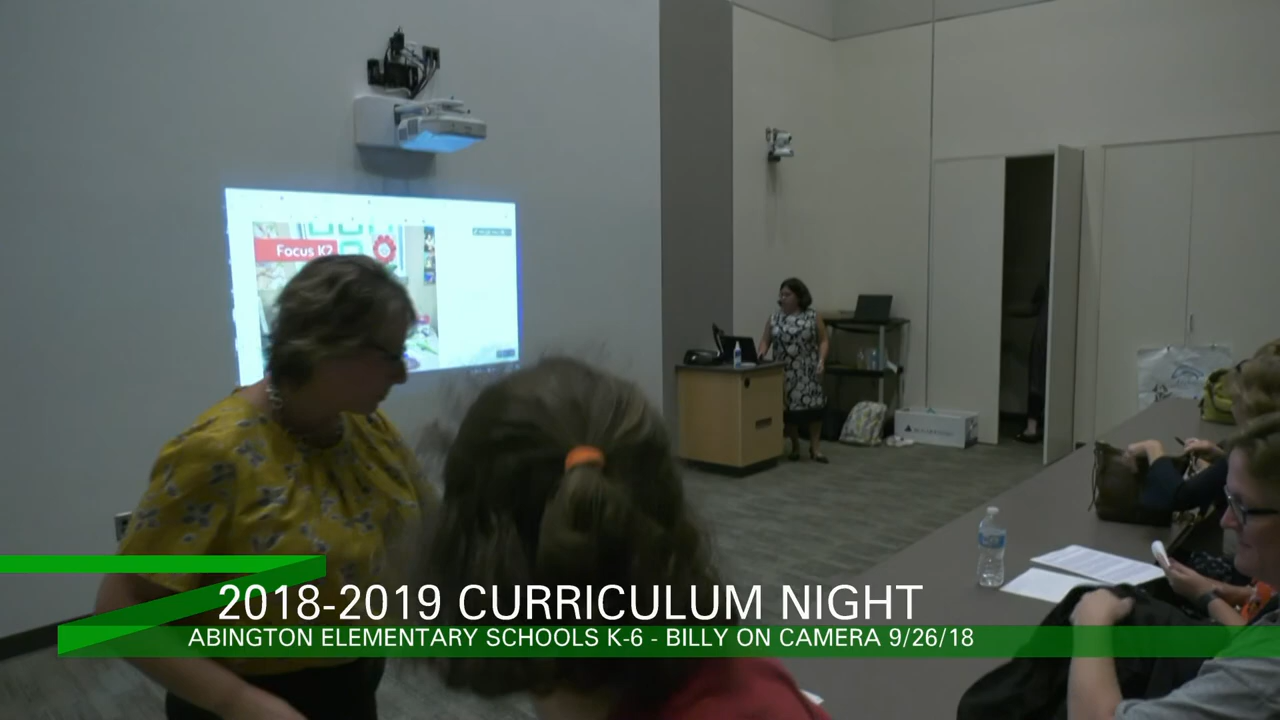 Focus K2
2018-2019 CURRICULUM NIGHT
ABINGTON ELEMENTARY SCHOOLS K-6 - BILLY ON CAMERA 9/26/18